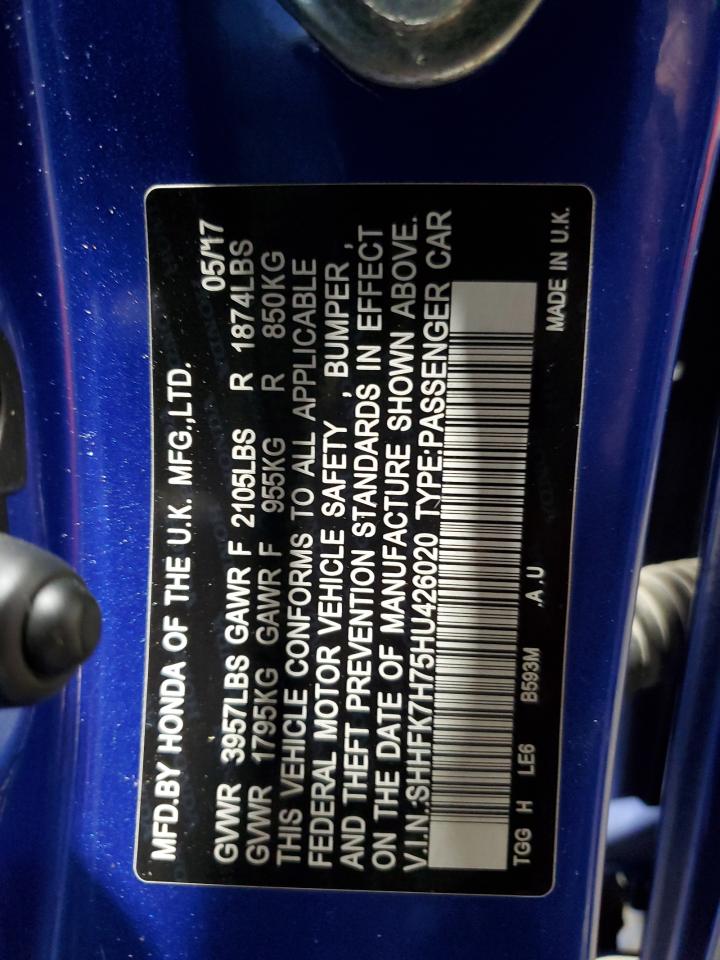 MFD.BY HONDA OF THE U.K. MFG.,LTD. 05/17
GVWR 3957LBS GAWR F 2105LBS R 1874LBS
GVWR 1795KG GAWR F 955KG R 850KG
THIS VEHICLE CONFORMS TO ALL APPLICABLE
FEDERAL MOTOR VEHICLE SAFETY , BUMPER ,
AND THEFT PREVENTION STANDARDS IN EFFECT
ON THE DATE OF MANUFACTURE SHOWN ABOVE.
V.I.N.:SHHFK7H75HU426020 TYPE:PASSENGER CAR
TGG H LE6 B593M .A .U MADE IN U.K.